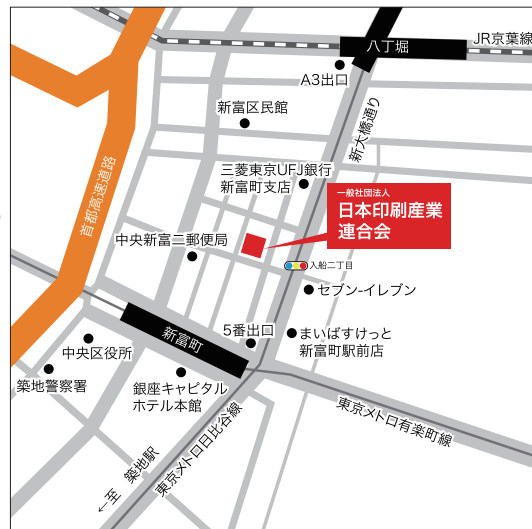 八丁堀
JR京葉線
A3出口
新大橋通り
新富区民館
三菱東京UFJ銀行
新富町支店
首都高速道路
一般社団法人
日本印刷産業
連合会
中央新富二郵便局
入船二丁目
セブン-イレブン
新富町
5番出口
まいばすけっと
新富町駅前店
中央区役所
築地警察署
銀座キャピタル
ホテル本館
東京メトロ有楽町線
東京メトロ日比谷線
←至 築地駅